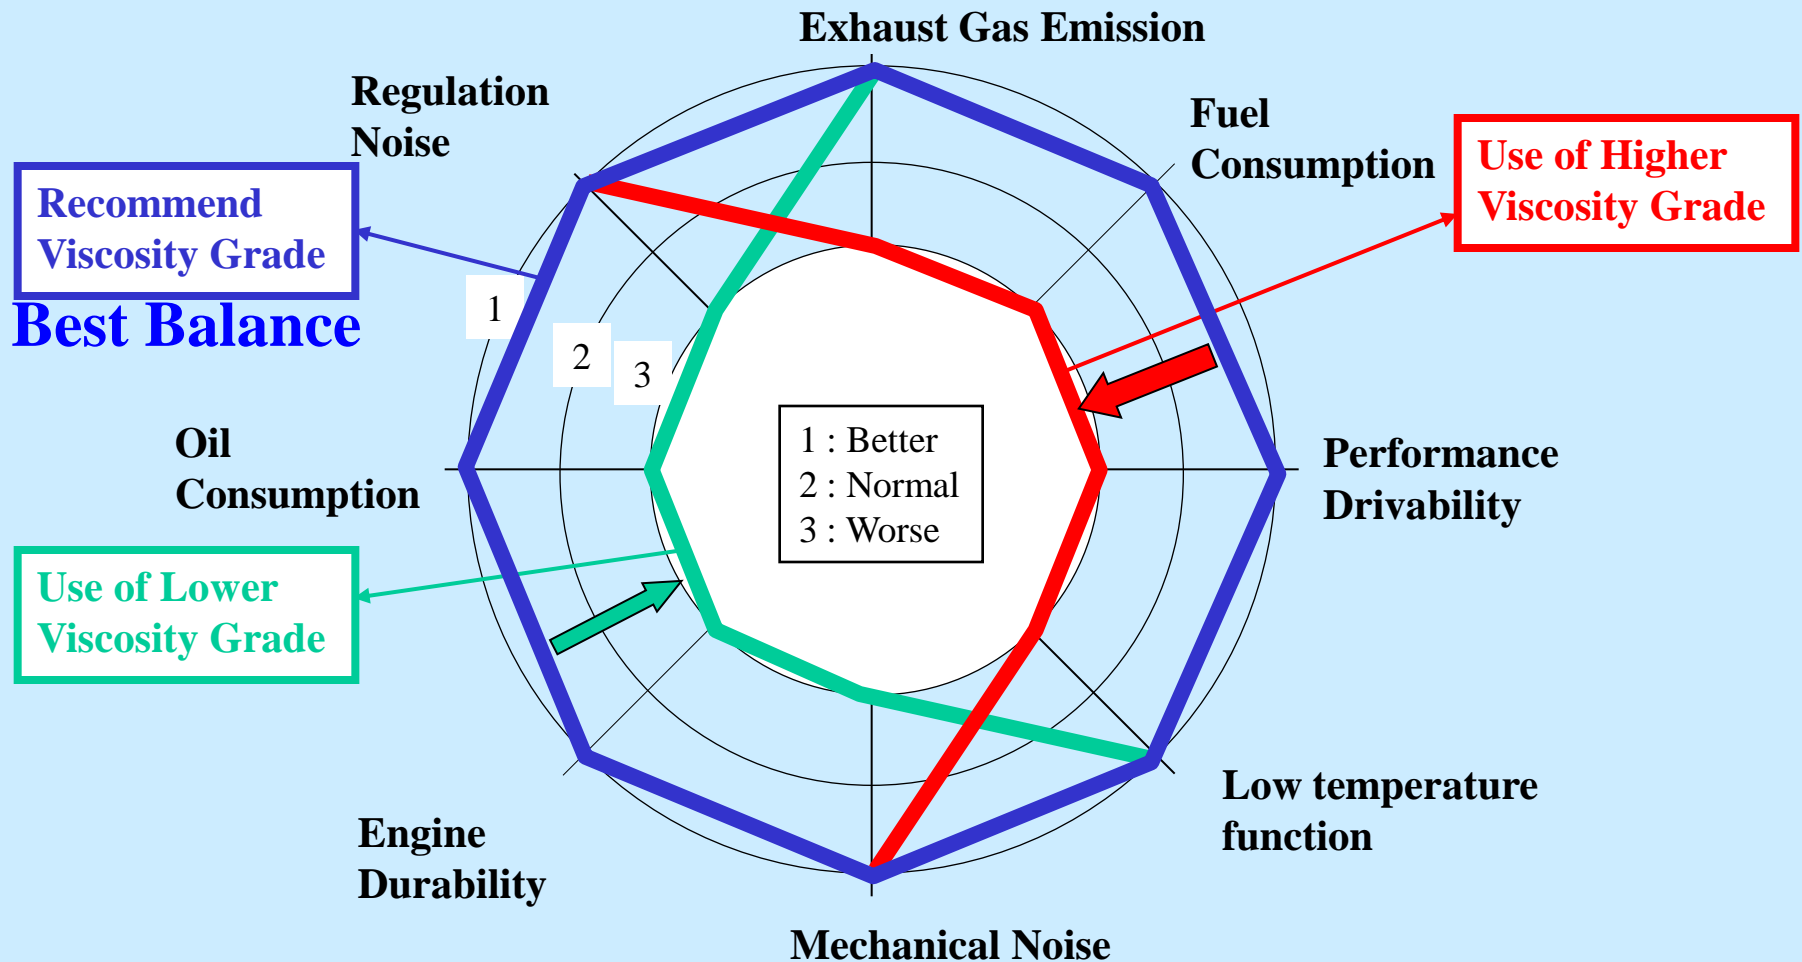 Exhaust Gas Emission
Regulation
Noise
Fuel
Consumption
Use of Higher
Viscosity Grade
Recommend
Viscosity Grade
Best Balance
1
2
3
1 : Better
2 : Normal
3 : Worse
Oil
Consumption
Performance
Drivability
Use of Lower
Viscosity Grade
Low temperature
function
Engine
Durability
Mechanical Noise